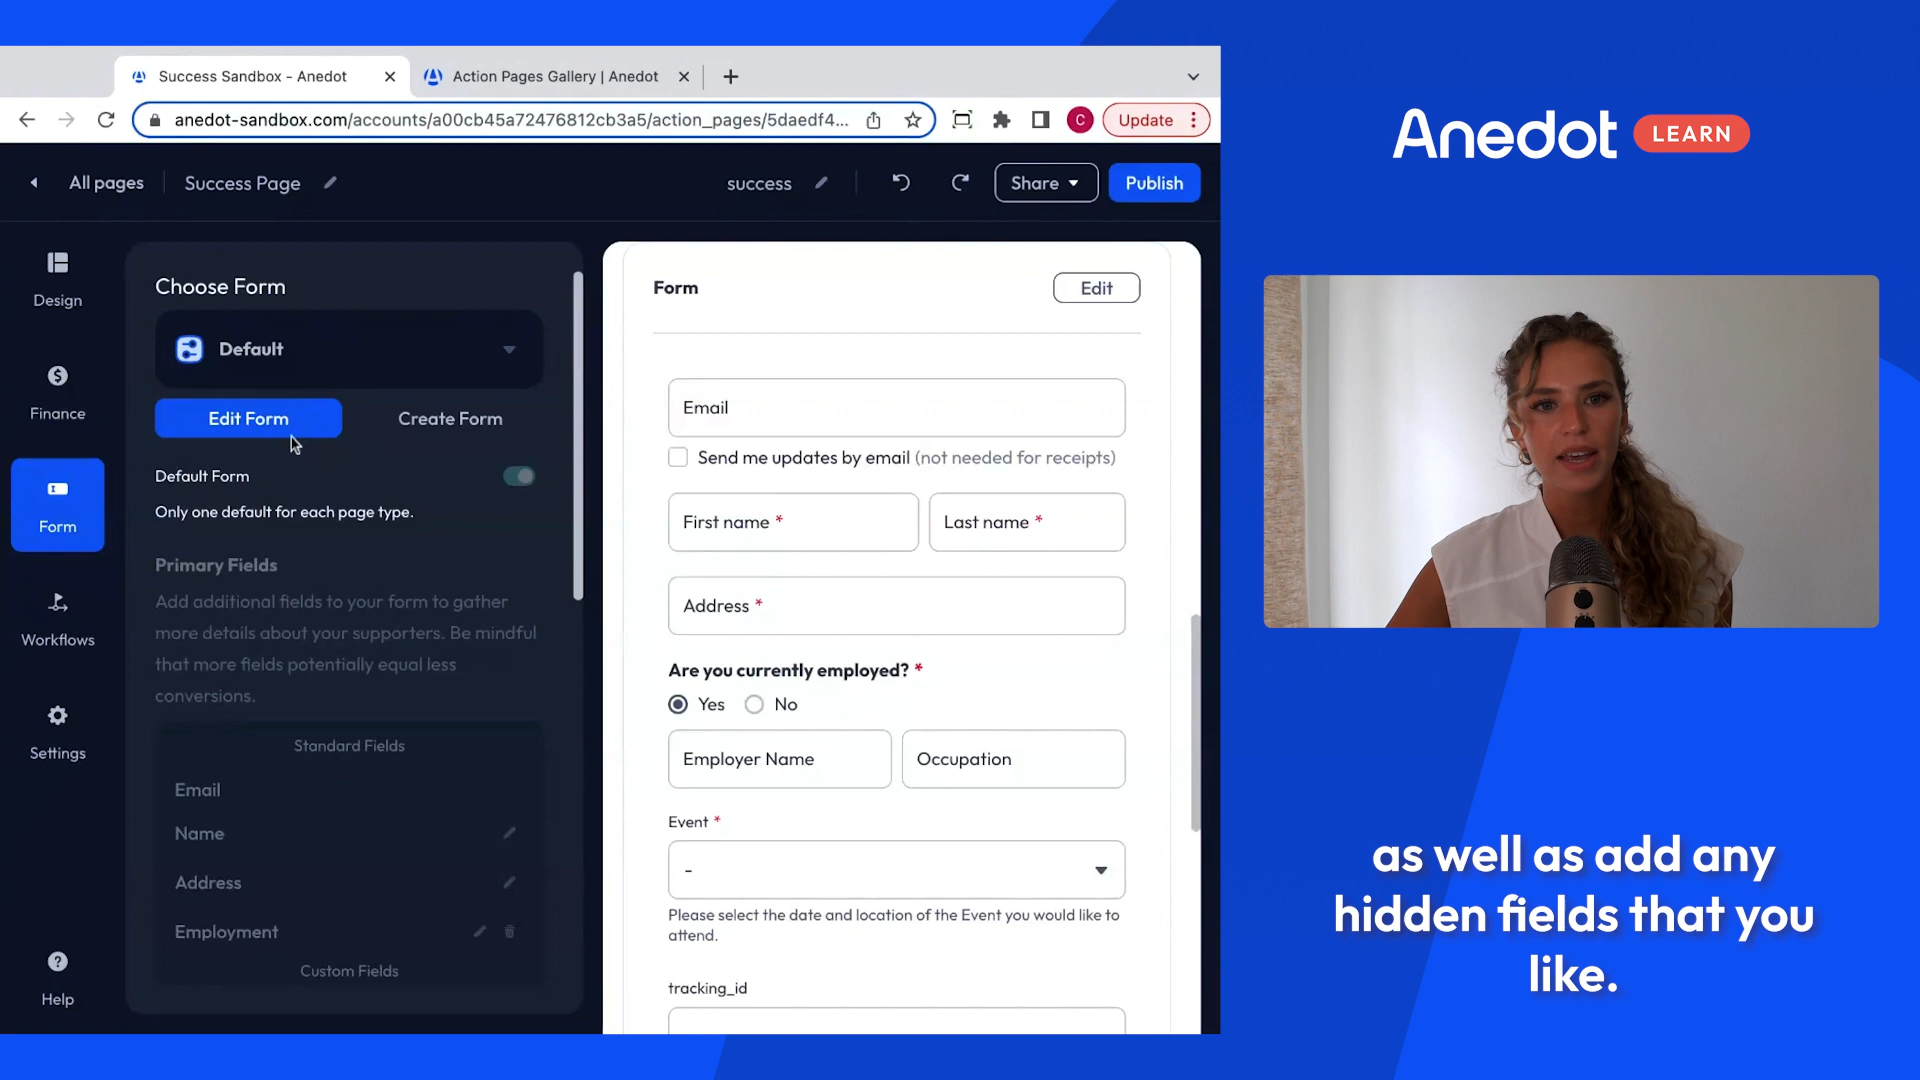 Success Sandbox - Anedot
Action Pages Gallery | Anedot
anedot-sandbox.com/accounts/a00cb45a72476812cb3a5/action_pages/5daedf4...
C
Update
All pages
Success Page
success
Share
Publish
Design
Finance
Form
Workflows
Settings
Help
Choose Form
Default
Edit Form
Create Form
Default Form
Only one default for each page type.
Primary Fields
Add additional fields to your form to gather
more details about your supporters. Be mindful
that more fields potentially equal less
conversions.
Standard Fields
Email
Name
Address
Employment
Custom Fields
Form
Edit
Email
Send me updates by email (not needed for receipts)
First name *
Last name *
Address *
Are you currently employed? *
Yes
No
Employer Name
Occupation
Event *
-
Please select the date and location of the Event you would like to
attend.
tracking_id
Anedot LEARN
as well as add any
hidden fields that you
like.